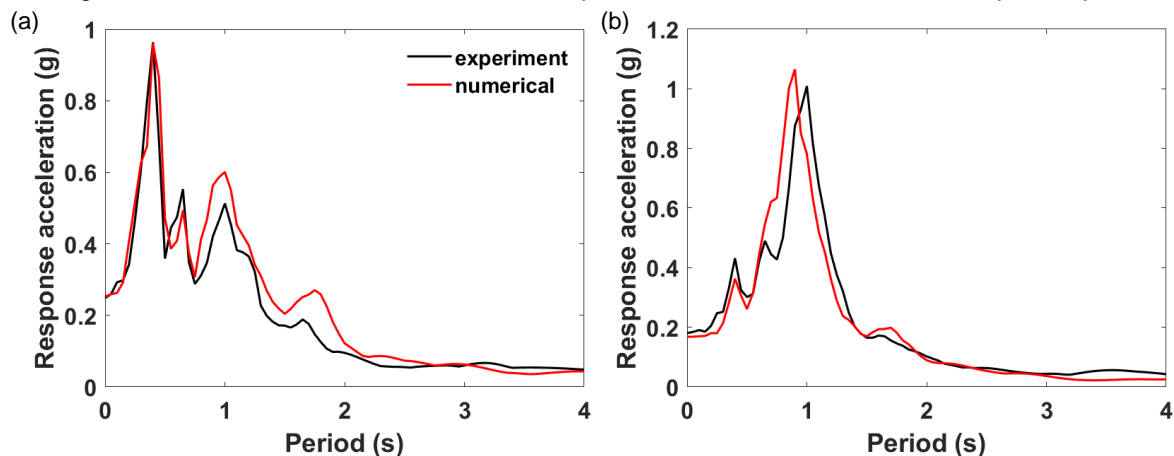 (a)
1
0.8
0.6
0.4
0.2
0
0 1 2 3 4
Response acceleration (g)
Period (s)
experiment
numerical
(b)
1.2
1
0.8
0.6
0.4
0.2
0
0 1 2 3 4
Response acceleration (g)
Period (s)